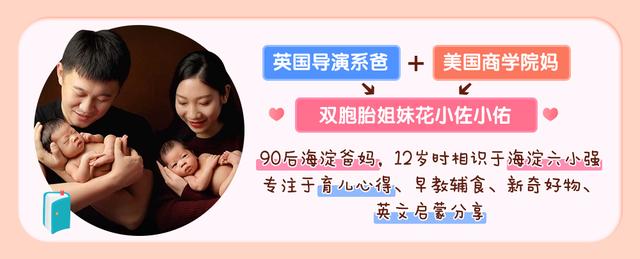 英国导演系爸 + 美国商学院妈
双胞胎姐妹花小佐小佑
90后海淀爸妈，12岁时相识于海淀六小强
专注于育儿心得、早教辅食、新奇好物、
英文启蒙分享